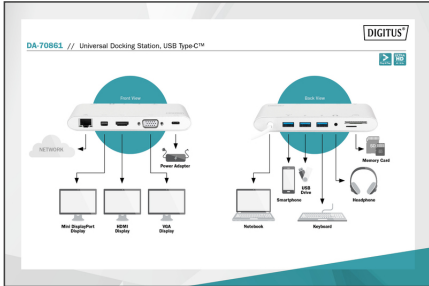 DIGITUS®
DA-70861 // Universal Docking Station, USB Type-C™
HD
Front View
Back View
NETWORK
Power Adapter
Memory Card
Smartphone
USB
Drive
Headphone
Mini DisplayPort
Display
HDMI
Display
VGA
Display
Notebook
Keyboard